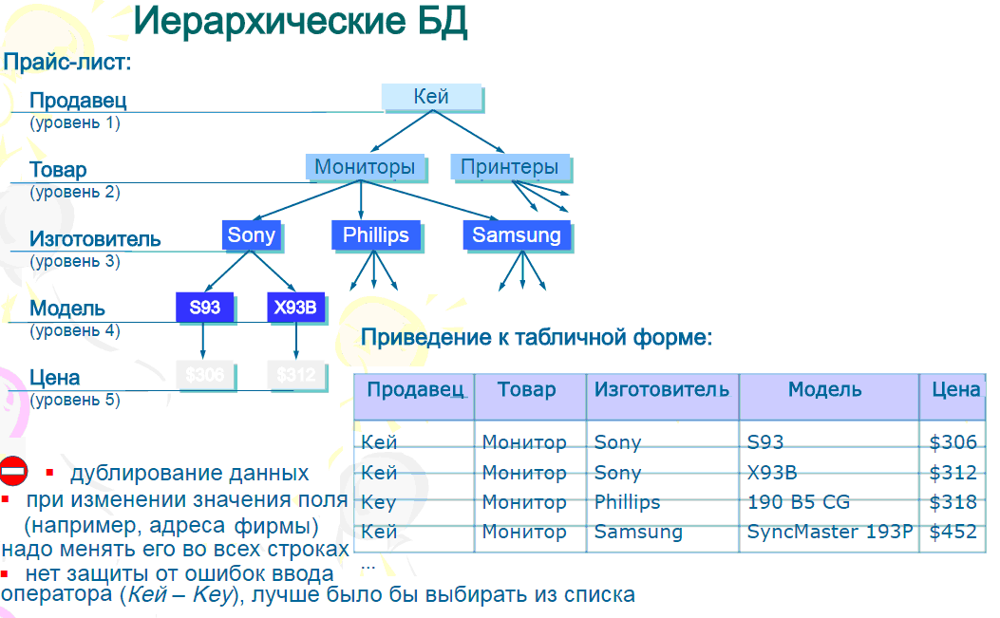 Иерархические БД
Прайс-лист:
Продавец
(уровень 1)
Кей
Товар
(уровень 2)
Мониторы
Принтеры
Изготовитель
(уровень 3)
Sony
Phillips
Samsung
Модель
(уровень 4)
S93
X93B
Цена
(уровень 5)
$306
$312
Приведение к табличной форме:
Продавец Товар Изготовитель Модель Цена
Кей Монитор Sony S93 $306
Кей Монитор Sony X93B $312
Key Монитор Phillips 190 B5 CG $318
Кей Монитор Samsung SyncMaster 193P $452
...
дублирование данных
при изменении значения поля
(например, адреса фирмы)
надо менять его во всех строках
нет защиты от ошибок ввода
оператора (Кей – Key), лучше было бы выбирать из списка